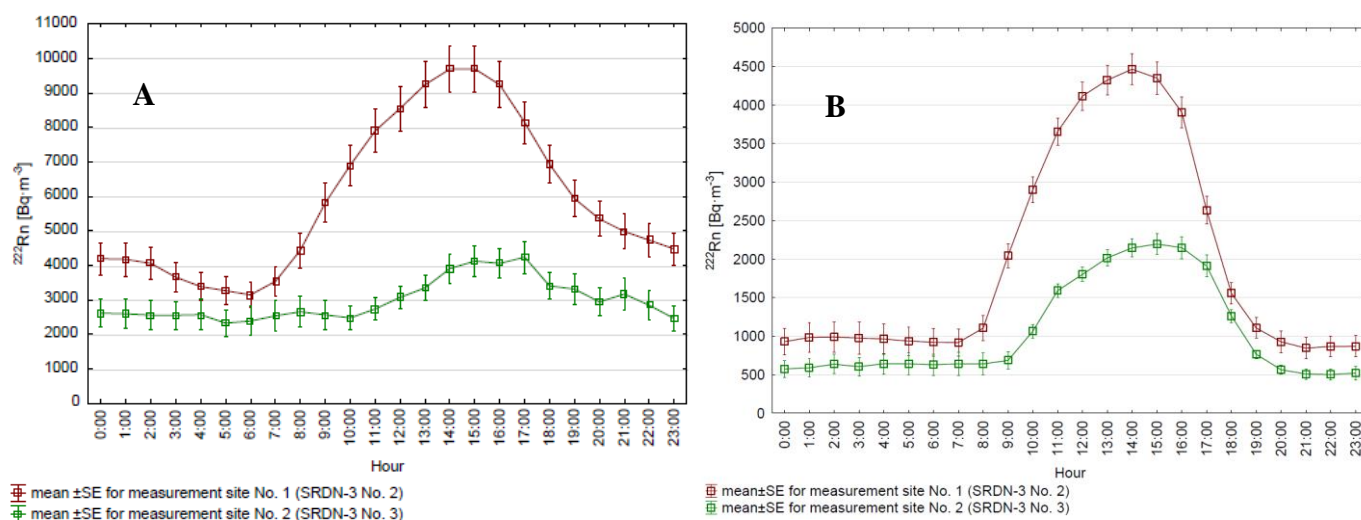 A
²²²Rn [Bq·m⁻³]
11000
10000
9000
8000
7000
6000
5000
4000
3000
2000
1000
0
0:00 1:00 2:00 3:00 4:00 5:00 6:00 7:00 8:00 9:00 10:00 11:00 12:00 13:00 14:00 15:00 16:00 17:00 18:00 19:00 20:00 21:00 22:00 23:00
Hour
mean ±SE for measurement site No. 1 (SRDN-3 No. 2)
mean ±SE for measurement site No. 2 (SRDN-3 No. 3)
B
²²²Rn [Bq·m⁻³]
5000
4500
4000
3500
3000
2500
2000
1500
1000
500
0
0:00 1:00 2:00 3:00 4:00 5:00 6:00 7:00 8:00 9:00 10:00 11:00 12:00 13:00 14:00 15:00 16:00 17:00 18:00 19:00 20:00 21:00 22:00 23:00
Hour
mean±SE for measurement site No. 1 (SRDN-3 No. 2)
mean±SE for measurement site No. 2 (SRDN-3 No. 3)